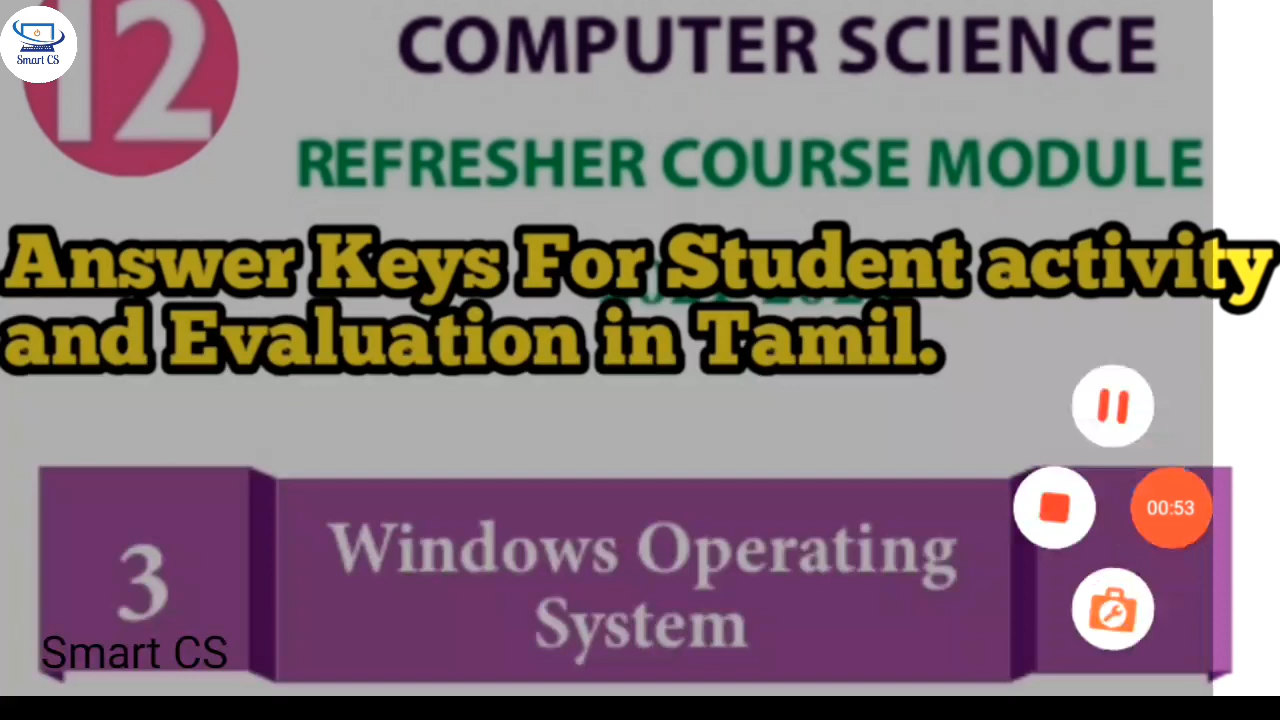 Smart CS
12
COMPUTER SCIENCE
REFRESHER COURSE MODULE
Answer Keys For Student activity
and Evaluation in Tamil.
00:53
3
Windows Operating
System
Smart CS